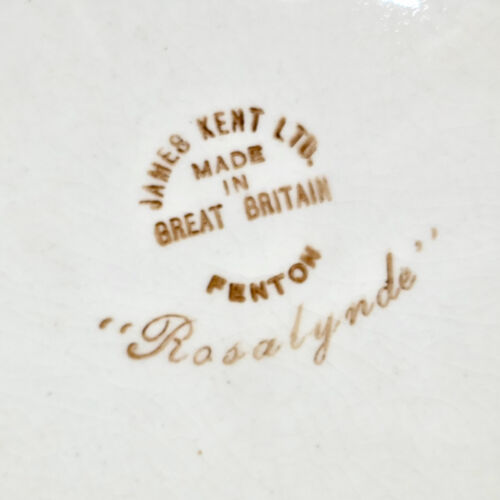 JAMES KENT LTD.
MADE
IN
GREAT BRITAIN
FENTON
"Rosalynde"